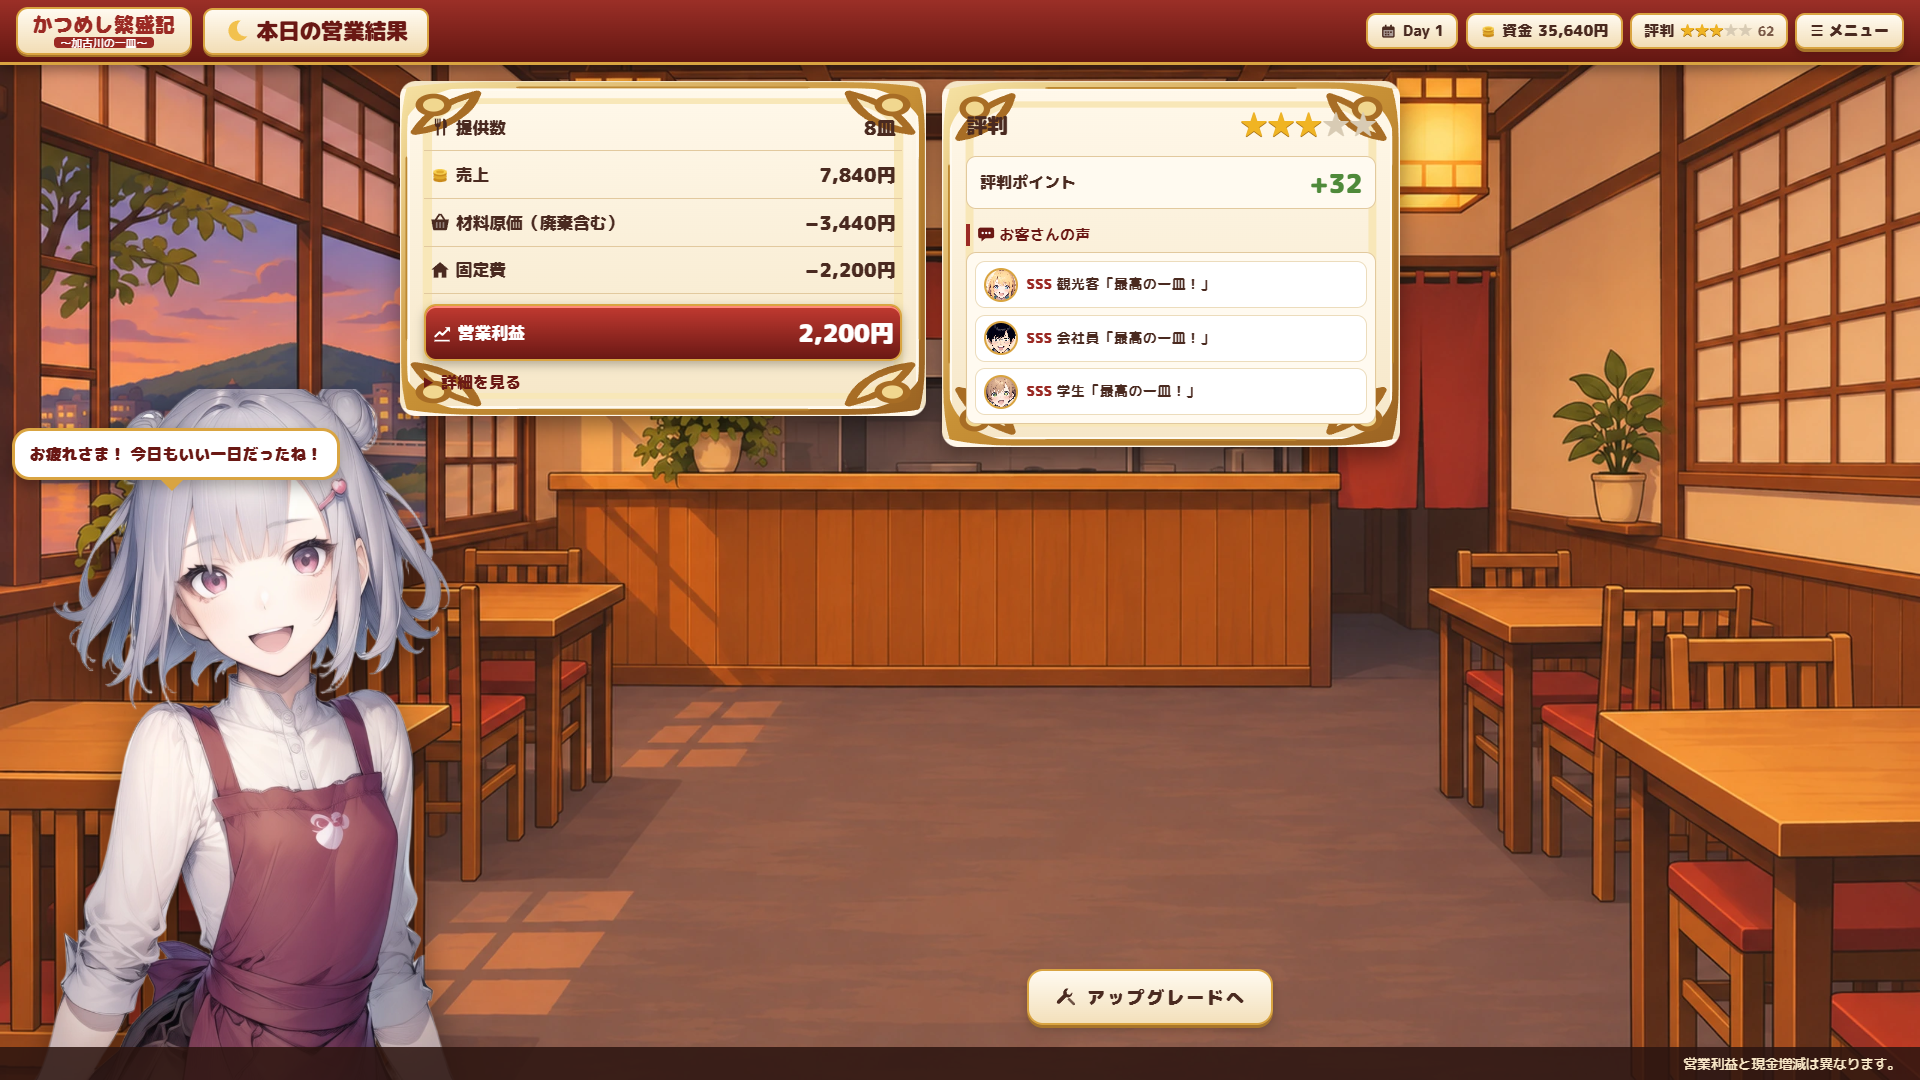 かつめし繁盛記
～加古川の一皿～
本日の営業結果
Day 1
資金 35,640円
評判 ★★★★★ 62
☰ メニュー
提供数 8皿
売上 7,840円
材料原価（廃棄含む） −3,440円
固定費 −2,200円
営業利益 2,200円
▶ 詳細を見る
評判 ★★★★★
評判ポイント +32
お客さんの声
SSS 観光客「最高の一皿！」
SSS 会社員「最高の一皿！」
SSS 学生「最高の一皿！」
お疲れさま！ 今日もいい一日だったね！
アップグレードへ
営業利益と現金増減は異なります。